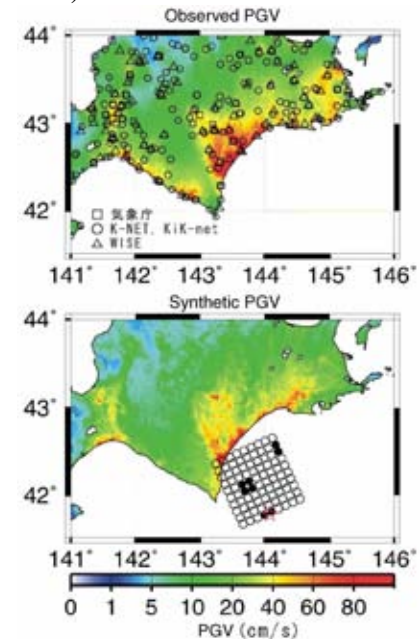 Observed PGV
44˚
43˚
42˚
気象庁
K-NET, KiK-net
WISE
141˚ 142˚ 143˚ 144˚ 145˚ 146˚
Synthetic PGV
44˚
43˚
42˚
141˚ 142˚ 143˚ 144˚ 145˚ 146˚
0 1 5 10 20 40 60 80
PGV (cm/s)